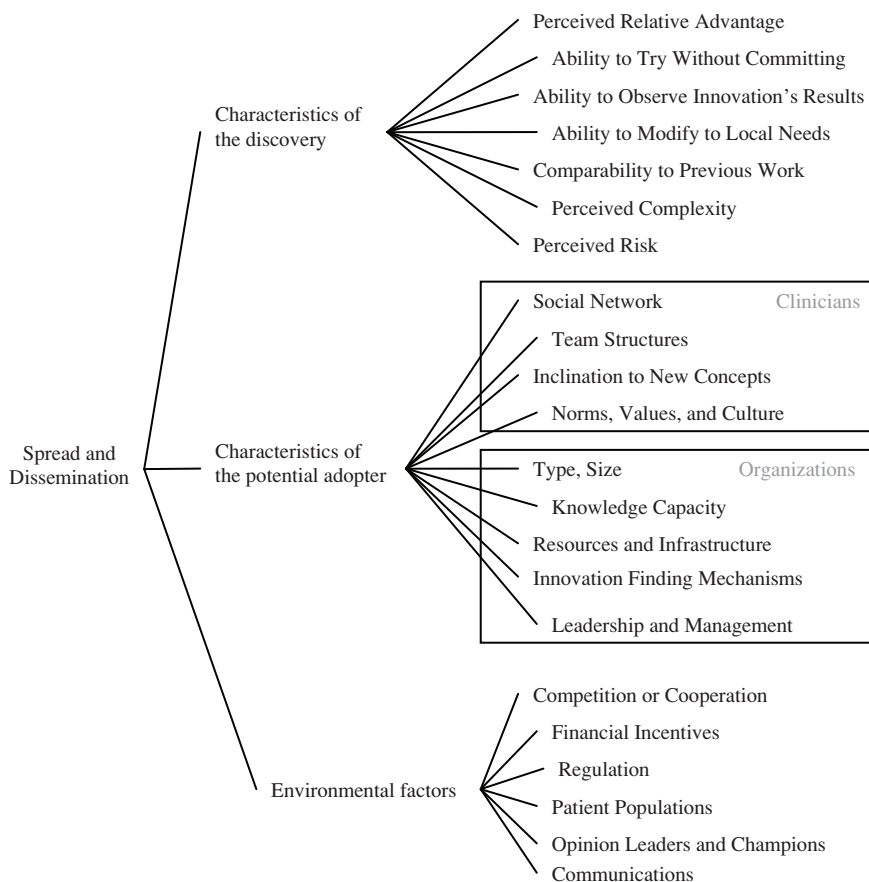 Perceived Relative Advantage
Ability to Try Without Committing
Characteristics of
the discovery
Ability to Observe Innovation's Results
Ability to Modify to Local Needs
Comparability to Previous Work
Perceived Complexity
Perceived Risk
Social Network
Clinicians
Team Structures
Inclination to New Concepts
Norms, Values, and Culture
Spread and
Dissemination
Characteristics of
the potential adopter
Type, Size
Organizations
Knowledge Capacity
Resources and Infrastructure
Innovation Finding Mechanisms
Leadership and Management
Competition or Cooperation
Financial Incentives
Regulation
Environmental factors
Patient Populations
Opinion Leaders and Champions
Communications